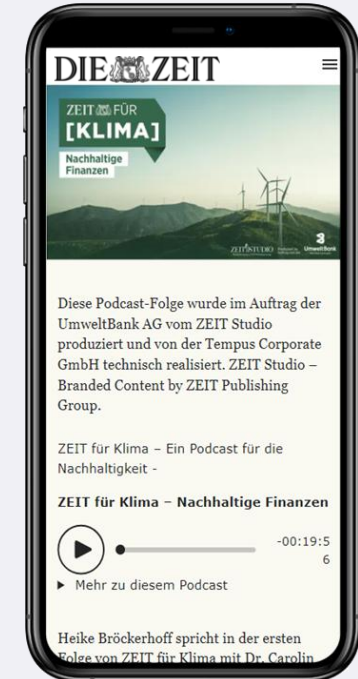 DIE ZEIT
ZEIT FÜR
[KLIMA]
Nachhaltige
Finanzen
ZEIT STUDIO
UmweltBank
Diese Podcast-Folge wurde im Auftrag der
UmweltBank AG vom ZEIT Studio
produziert und von der Tempus Corporate
GmbH technisch realisiert. ZEIT Studio –
Branded Content by ZEIT Publishing
Group.
ZEIT für Klima – Ein Podcast für die
Nachhaltigkeit -
ZEIT für Klima – Nachhaltige Finanzen
-00:19:5
6
Mehr zu diesem Podcast
Heike Bröckerhoff spricht in der ersten
Folge von ZEIT für Klima mit Dr. Carolin